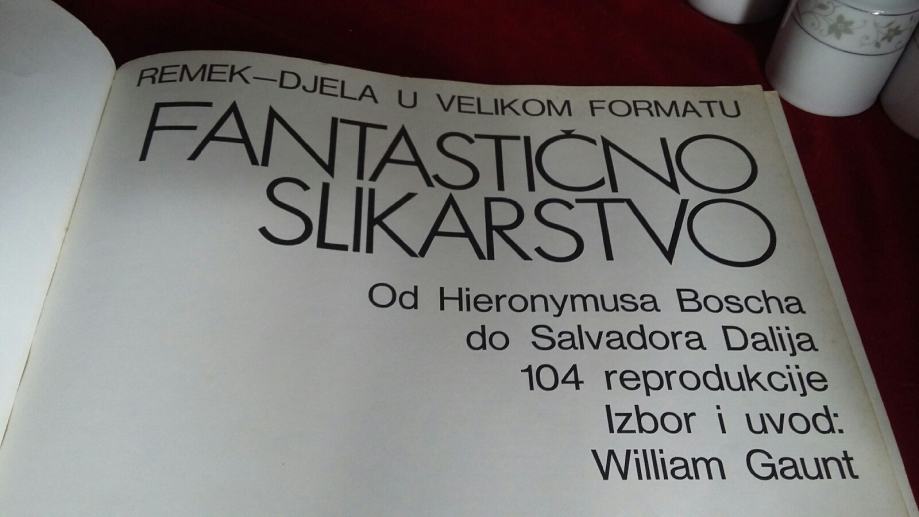 REMEK—DJELA U VELIKOM FORMATU
FANTASTIČNO
SLIKARSTVO
Od Hieronymusa Boscha
do Salvadora Dalija
104 reprodukcije
Izbor i uvod:
William Gaunt